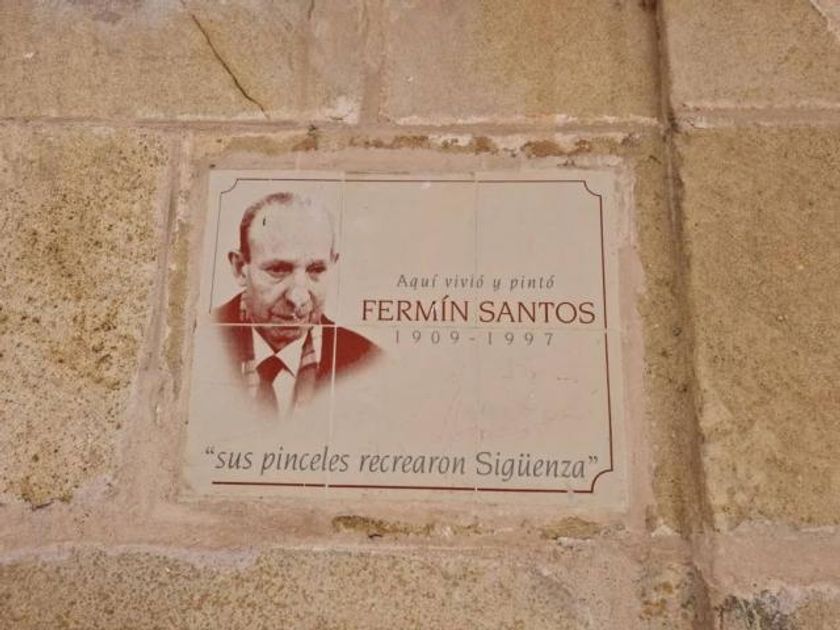 Aquí vivió y pintó
FERMÍN SANTOS
1909-1997
“sus pinceles recrearon Sigüenza”